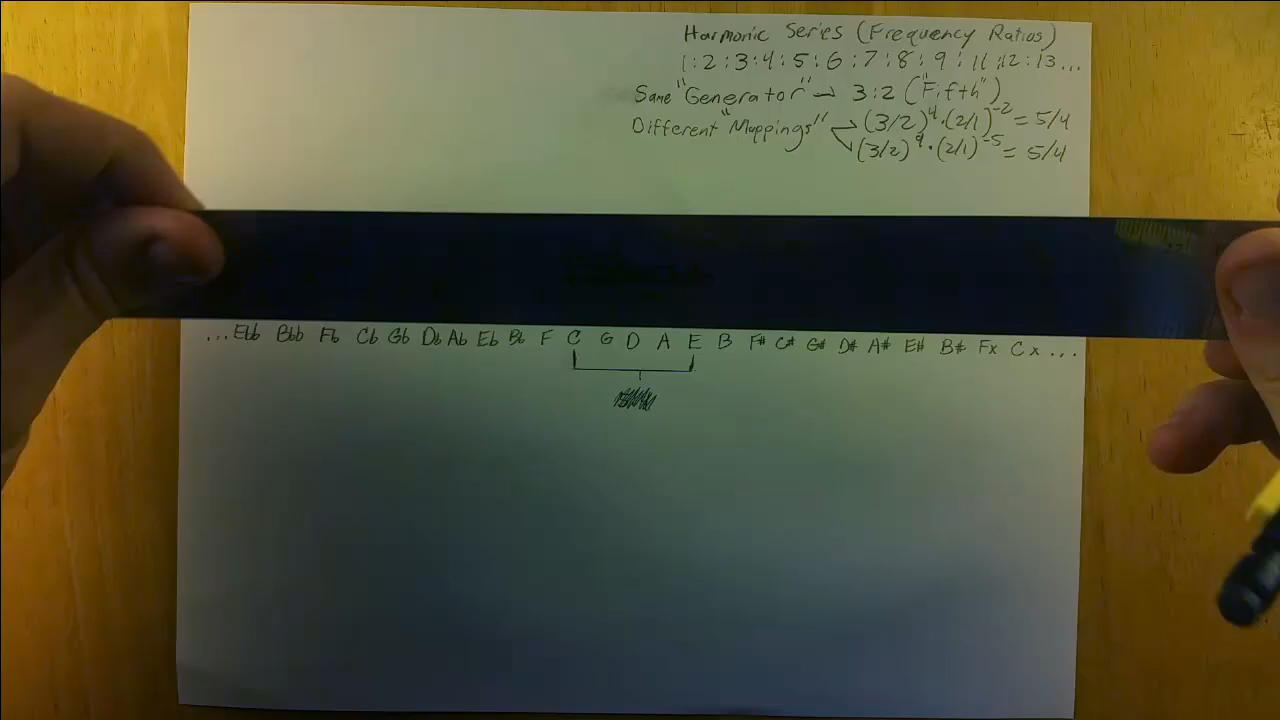 Harmonic Series (Frequency Ratios)
1:2:3:4:5:6:7:8:9:11:12:13...
Same "Generator" → 3:2 ("Fifth")
Different "Mappings" < (3/2)^4·(2/1)^-2 = 5/4
(3/2)^9·(2/1)^-5 = 5/4
...Ebb Bbb Fb Cb Gb Db Ab Eb Bb F C G D A E B F# C# G# D# A# E# B# Fx Cx...